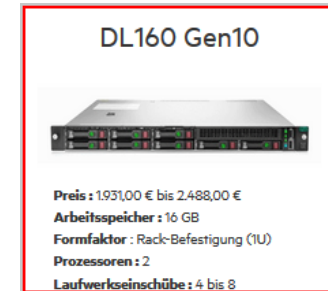 DL160 Gen10
Preis : 1.931,00 € bis 2.488,00 €
Arbeitsspeicher : 16 GB
Formfaktor : Rack-Befestigung (1U)
Prozessoren : 2
Laufwerkseinschübe : 4 bis 8